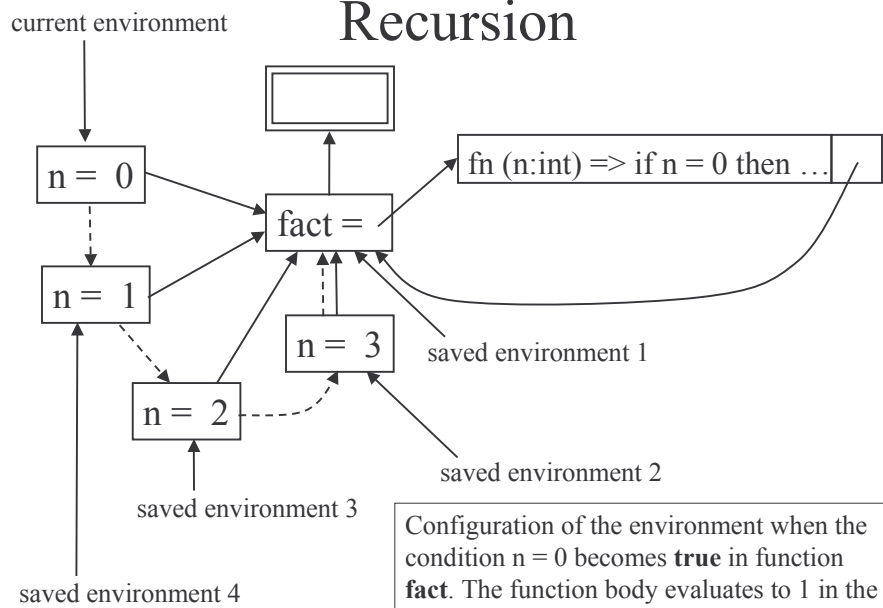 Recursion
current environment
n = 0
fn (n:int) => if n = 0 then …
fact =
n = 1
n = 3
saved environment 1
n = 2
saved environment 2
saved environment 3
Configuration of the environment when the
condition n = 0 becomes true in function
fact. The function body evaluates to 1 in the
saved environment 4